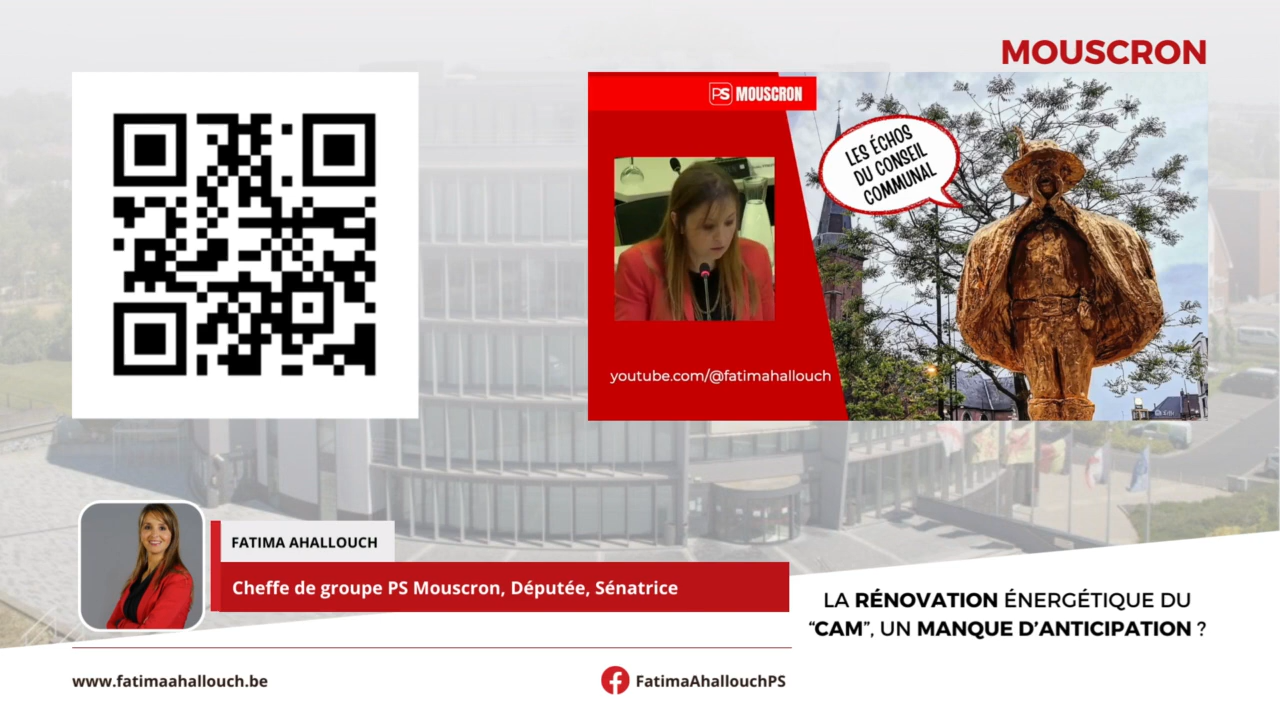 MOUSCRON
PS MOUSCRON
LES ÉCHOS
DU CONSEIL
COMMUNAL
youtube.com/@fatimahallouch
FATIMA AHALLOUCH
Cheffe de groupe PS Mouscron, Députée, Sénatrice
LA RÉNOVATION ÉNERGÉTIQUE DU
“CAM”, UN MANQUE D’ANTICIPATION ?
www.fatimaahallouch.be
FatimaAhallouchPS